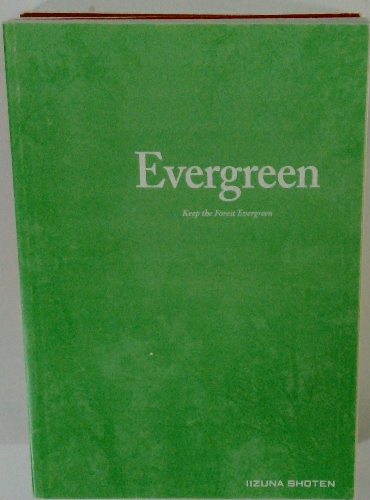 Evergreen
Keep the Forest Evergreen
IIZUNA SHOTEN